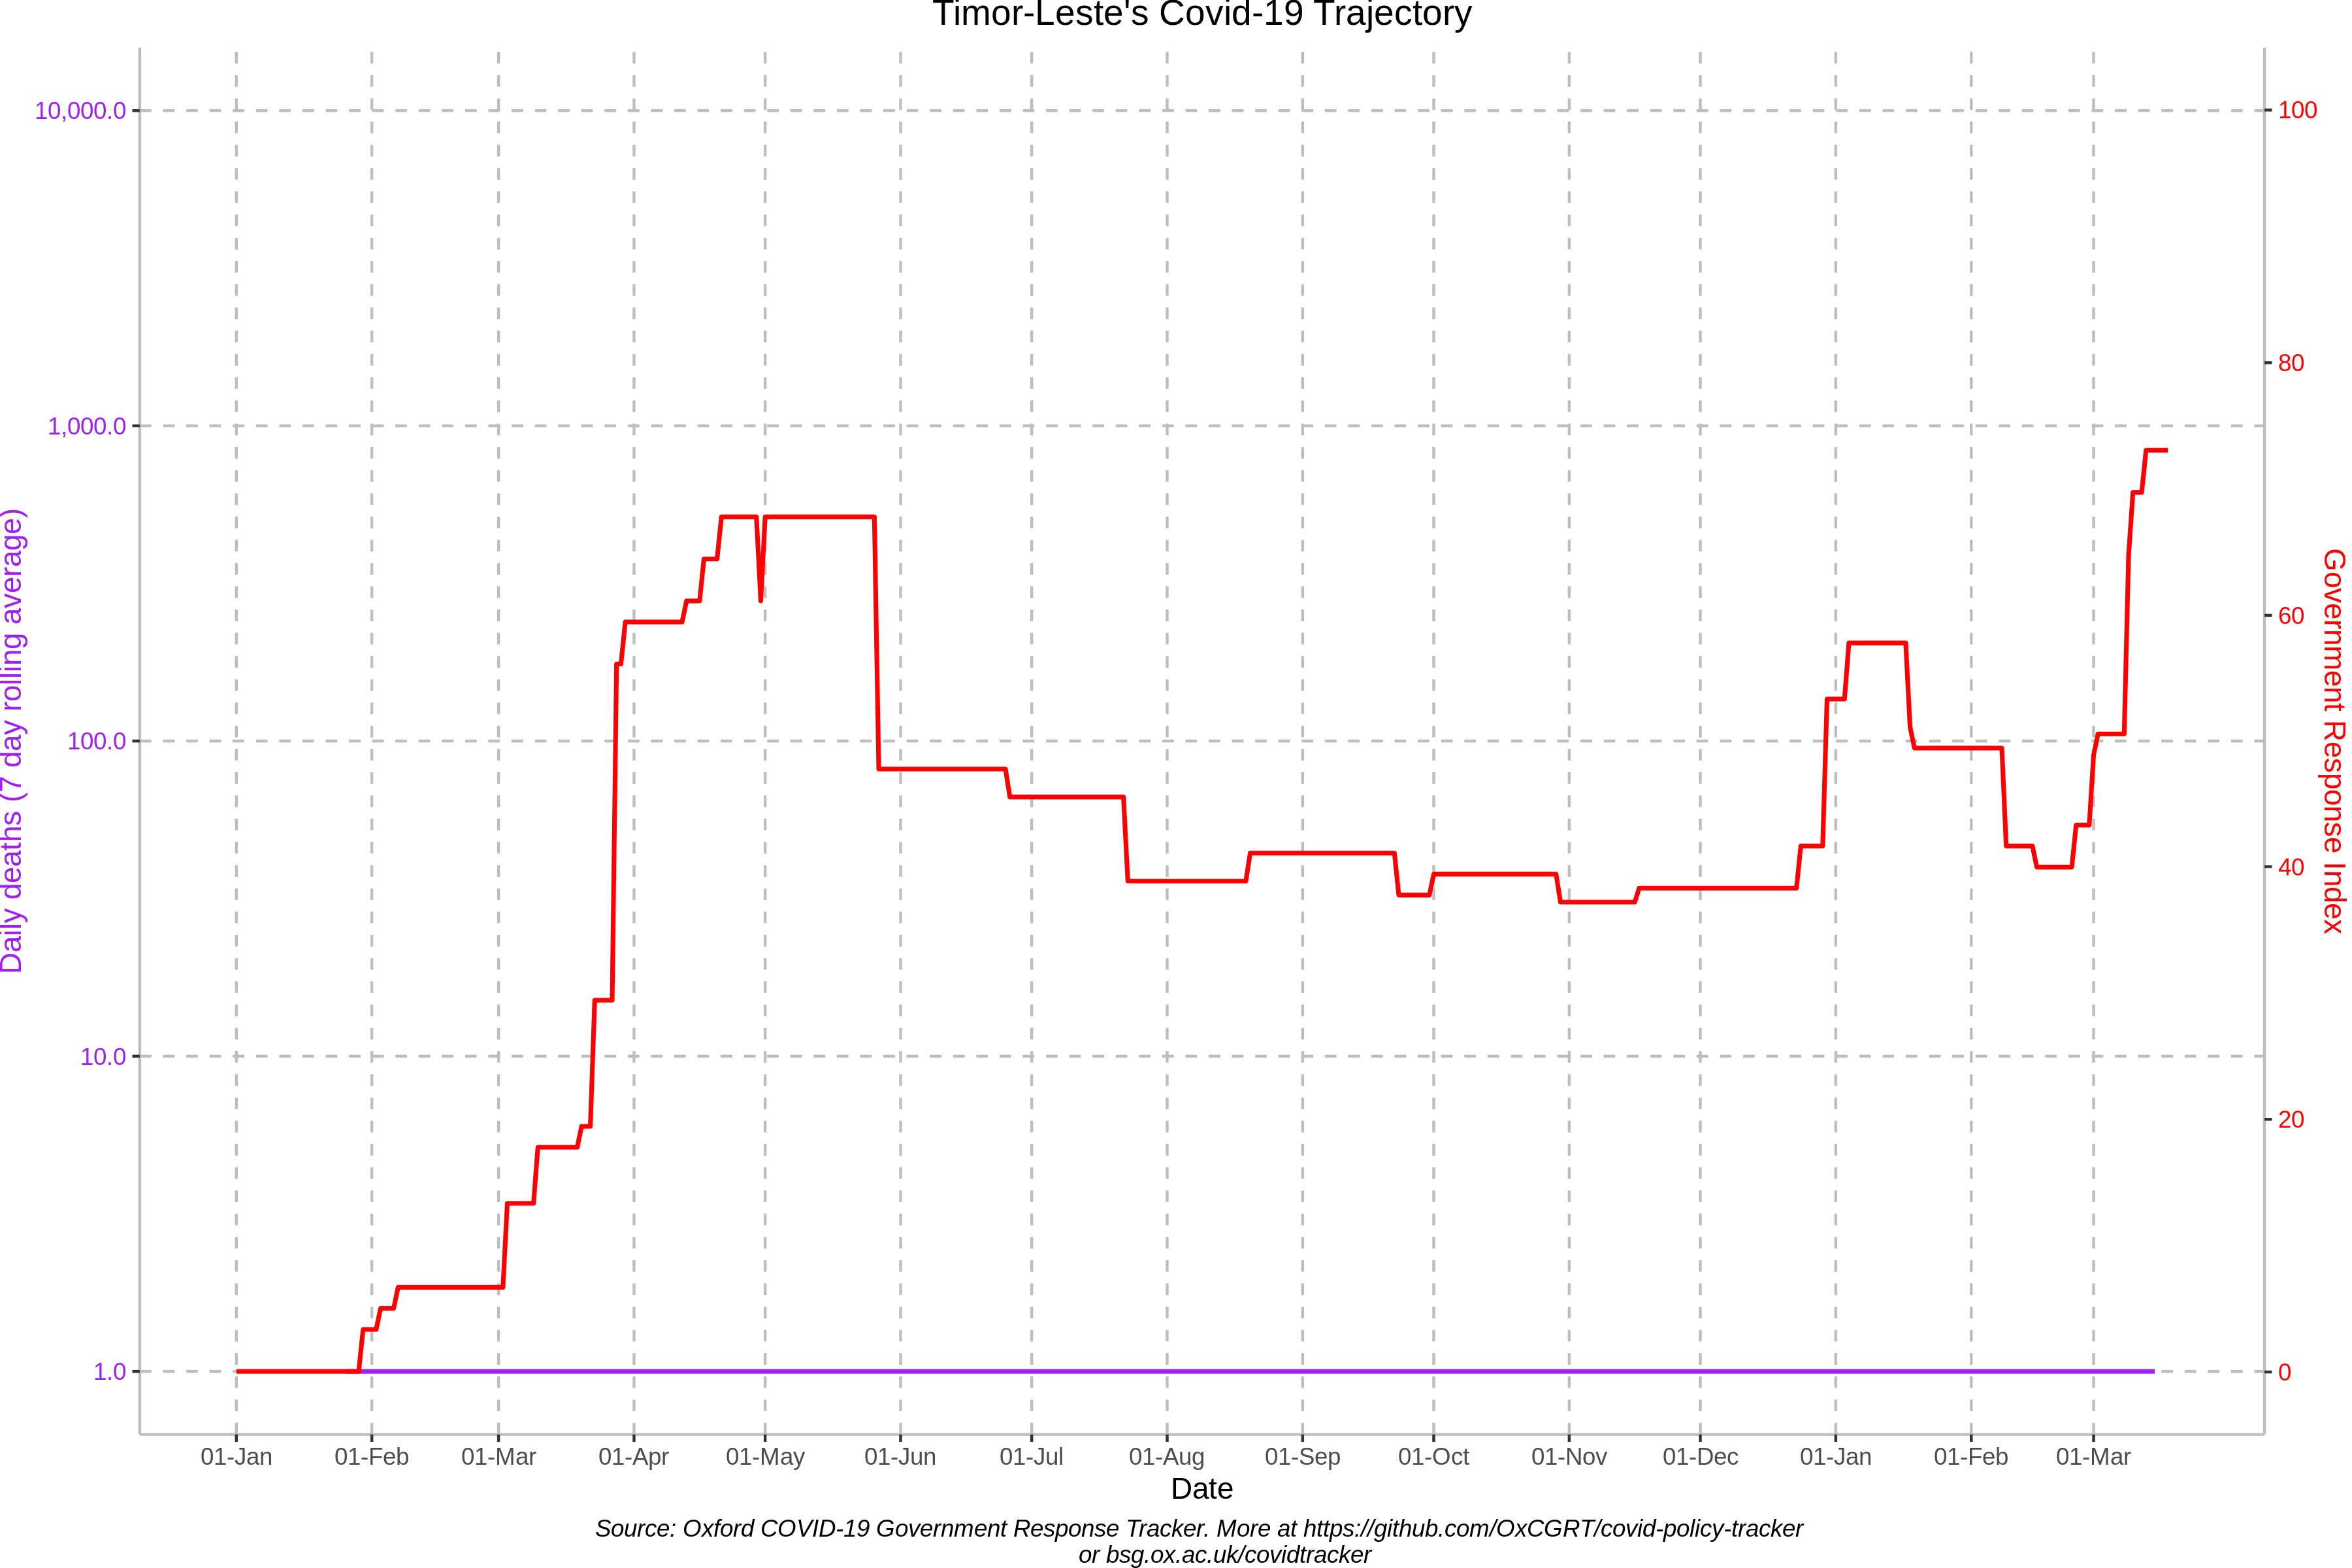 Timor-Leste's Covid-19 Trajectory
10,000.0
1,000.0
100.0
10.0
1.0
Daily deaths (7 day rolling average)
100
80
60
40
20
0
Government Response Index
01-Jan 01-Feb 01-Mar 01-Apr 01-May 01-Jun 01-Jul 01-Aug 01-Sep 01-Oct 01-Nov 01-Dec 01-Jan 01-Feb 01-Mar
Date
Source: Oxford COVID-19 Government Response Tracker. More at https://github.com/OxCGRT/covid-policy-tracker
or bsg.ox.ac.uk/covidtracker